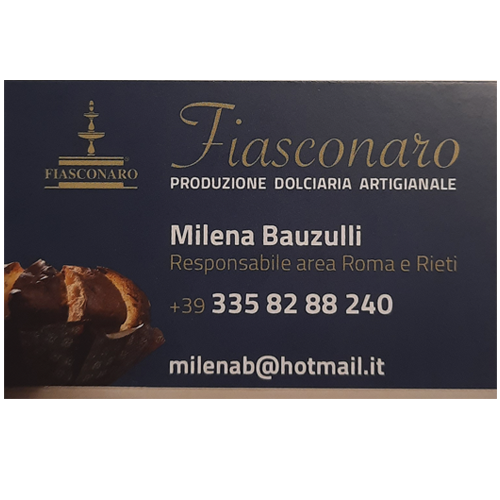 Fiasconaro
FIASCONARO
PRODUZIONE DOLCIARIA ARTIGIANALE
Milena Bauzulli
Responsabile area Roma e Rieti
+39 335 82 88 240
milenab@hotmail.it